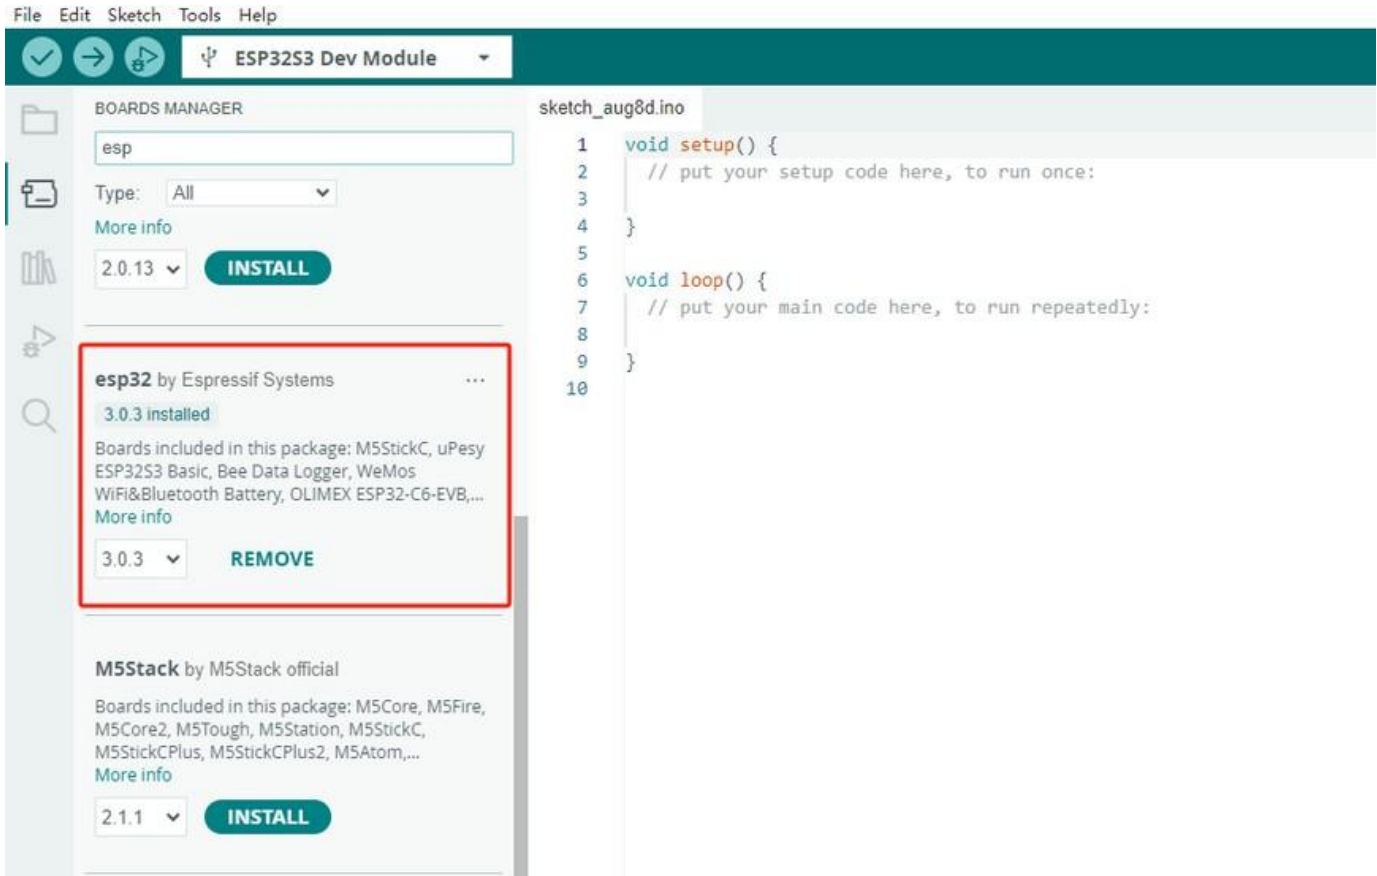 File Edit Sketch Tools Help
ESP32S3 Dev Module
BOARDS MANAGER
esp
Type: All
More info
2.0.13 INSTALL
esp32 by Espressif Systems
3.0.3 installed
Boards included in this package: M5StickC, uPesy
ESP32S3 Basic, Bee Data Logger, WeMos
WiFi&Bluetooth Battery, OLIMEX ESP32-C6-EVB,...
More info
3.0.3 REMOVE
M5Stack by M5Stack official
Boards included in this package: M5Core, M5Fire,
M5Core2, M5Tough, M5Station, M5StickC,
M5StickCPlus, M5StickCPlus2, M5Atom,...
More info
2.1.1 INSTALL
sketch_aug8d.ino
1 void setup() {
2 // put your setup code here, to run once:
3
4 }
5
6 void loop() {
7 // put your main code here, to run repeatedly:
8
9 }
10